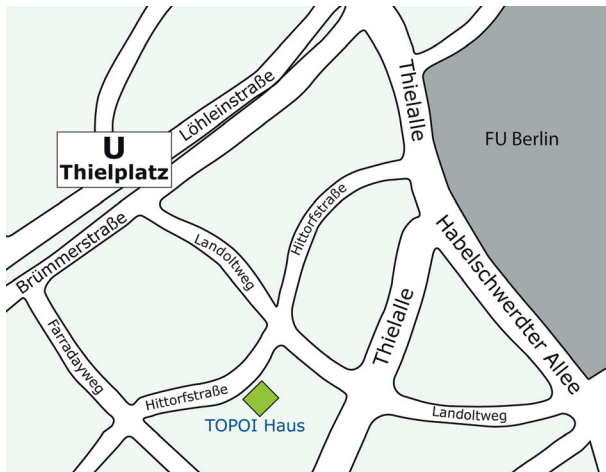 Thielalle
Löhleinstraße
U
Thielplatz
FU Berlin
Hittorfstraße
Brümmerstraße
Landoltweg
Habelschwerdter Allee
Thielalle
Farradayweg
Hittorfstraße
Landoltweg
TOPOI Haus